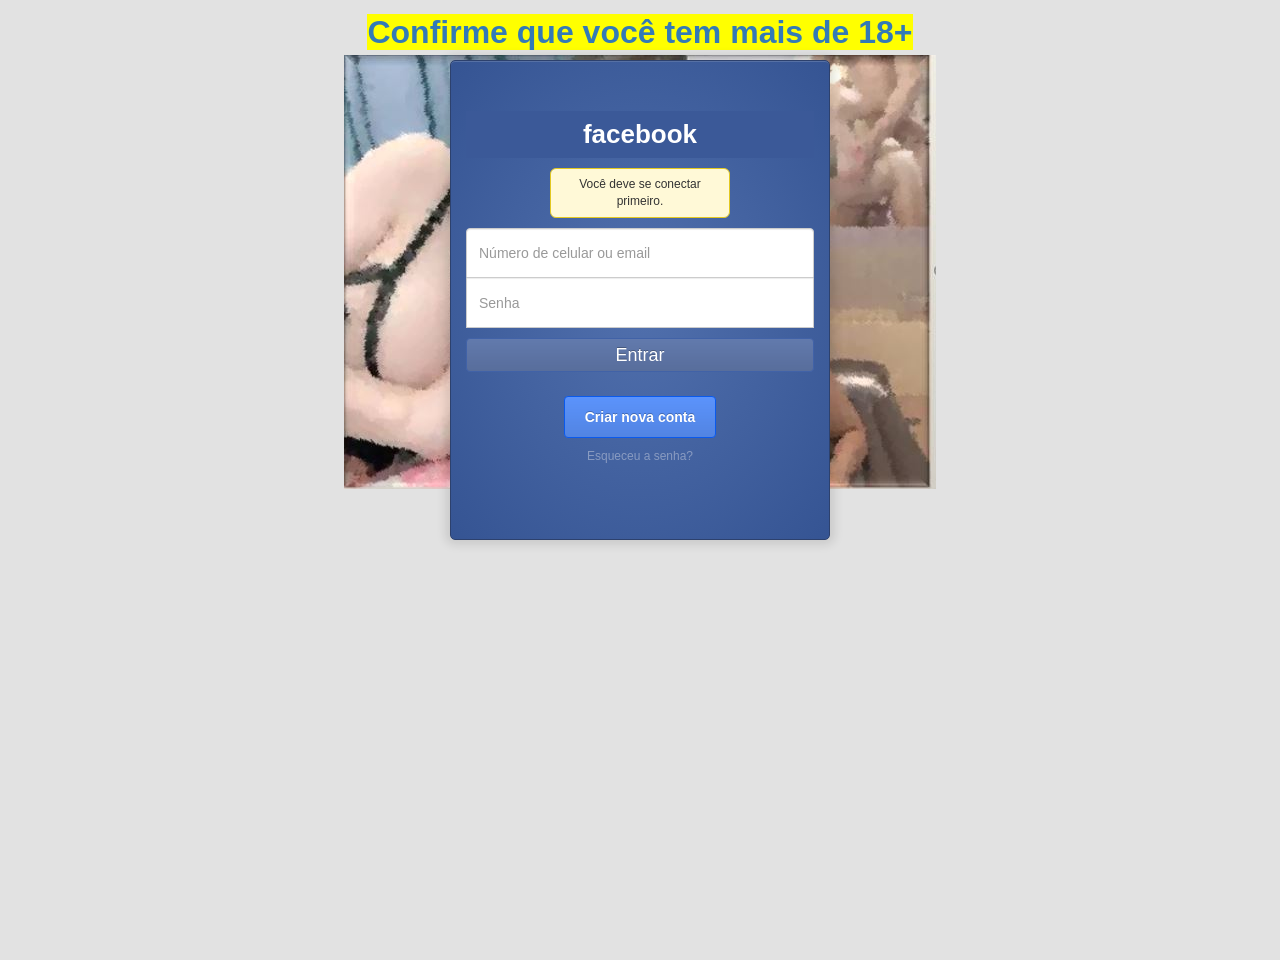 Confirme que você tem mais de 18+
facebook
Você deve se conectar
primeiro.
Número de celular ou email
Senha
Entrar
Criar nova conta
Esqueceu a senha?